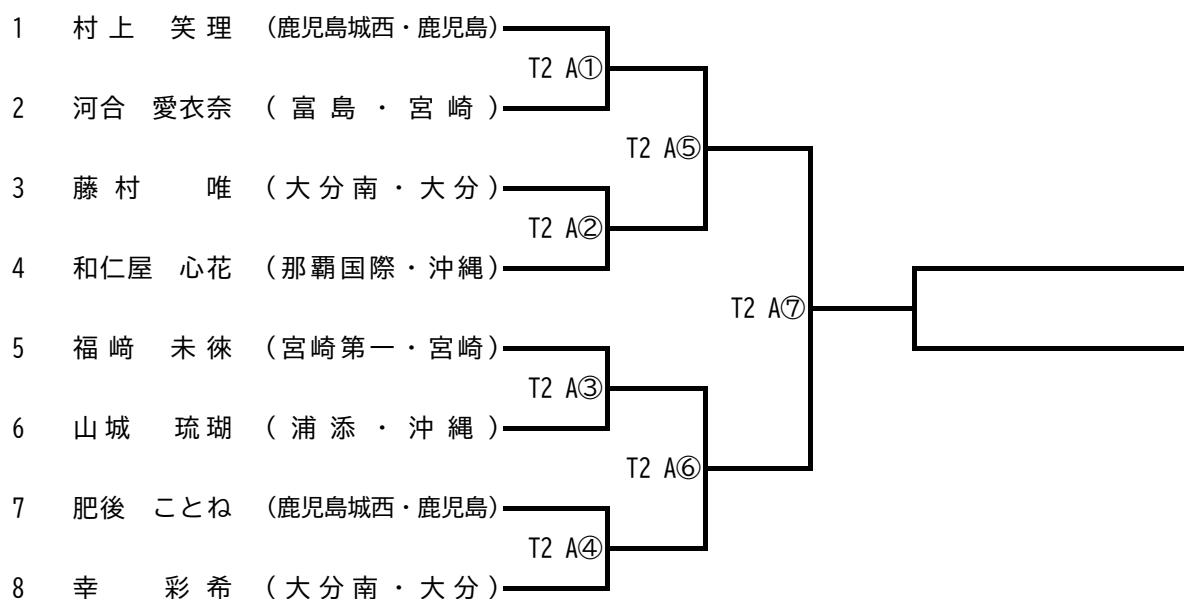 1 村上 笑理 (鹿児島城西・鹿児島)
T2 A①
2 河合 愛衣奈 (富島・宮崎)
T2 A⑤
3 藤村 唯 (大分南・大分)
T2 A②
4 和仁屋 心花 (那覇国際・沖縄)
T2 A⑦
5 福﨑 未徠 (宮崎第一・宮崎)
T2 A③
6 山城 琉瑚 (浦添・沖縄)
T2 A⑥
7 肥後 ことね (鹿児島城西・鹿児島)
T2 A④
8 幸 彩希 (大分南・大分)